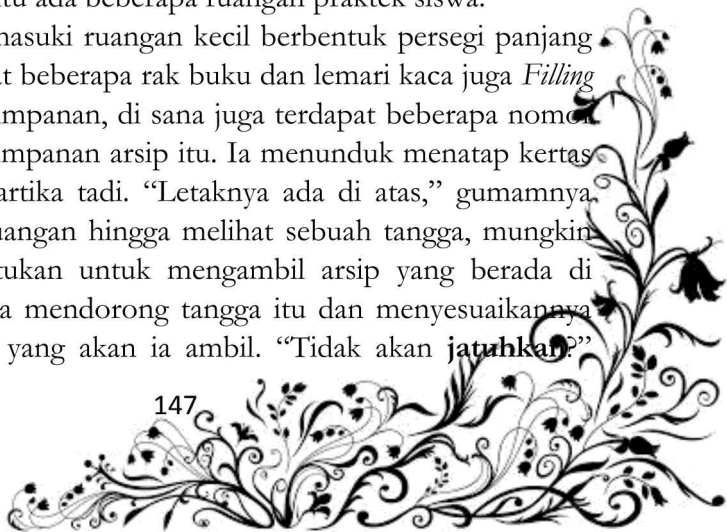 tu ada beberapa ruangan praktek siswa.
nasuki ruangan kecil berbentuk persegi panjang
at beberapa rak buku dan lemari kaca juga Filling
mpanan, di sana juga terdapat beberapa nomor
mpanan arsip itu. Ia menunduk menatap kertas
artika tadi. “Letaknya ada di atas,” gumamnya
angan hingga melihat sebuah tangga, mungkin
tukan untuk mengambil arsip yang berada di
a mendorong tangga itu dan menyesuaikannya
yang akan ia ambil. “Tidak akan jatuhkan?”
147